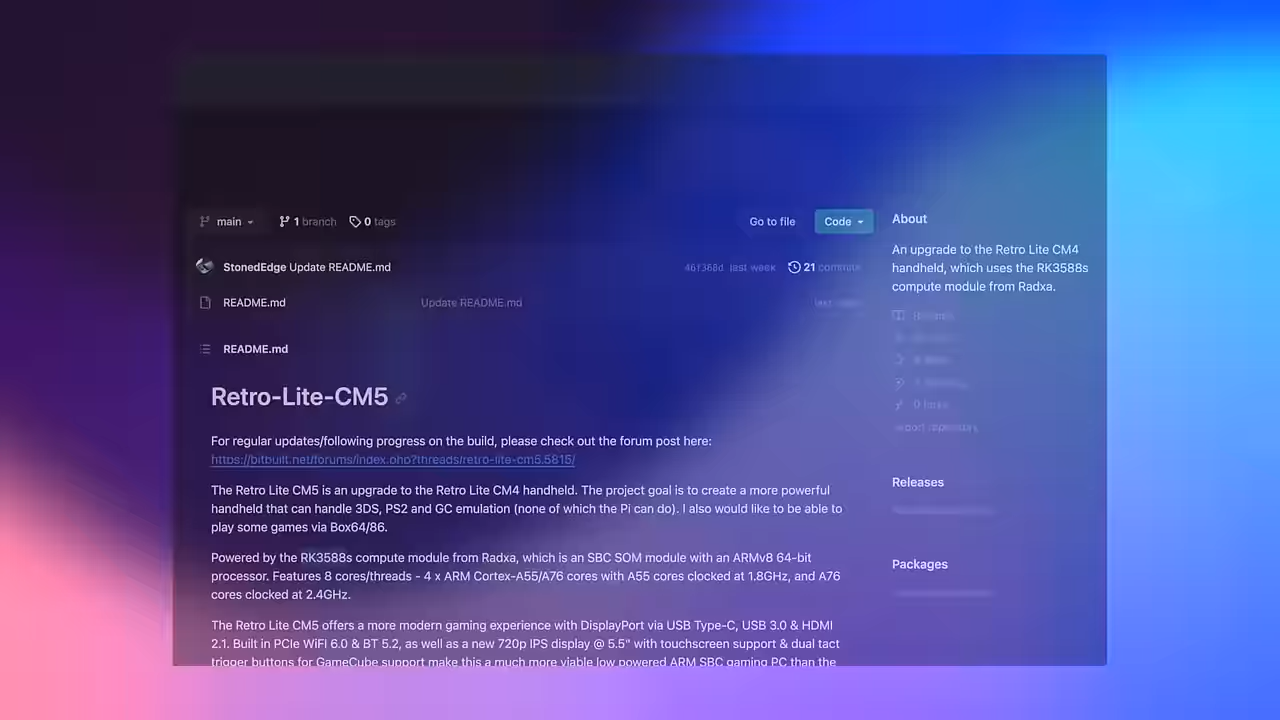 main
1 branch
0 tags
Go to file
Code
StonedEdge Update README.md
46f368d last week
21 commits
README.md
Update README.md
last week
README.md
Retro-Lite-CM5
For regular updates/following progress on the build, please check out the forum post here:
https://bitbuilt.net/forums/index.php?threads/retro-lite-cm5.5815/
The Retro Lite CM5 is an upgrade to the Retro Lite CM4 handheld. The project goal is to create a more powerful
handheld that can handle 3DS, PS2 and GC emulation (none of which the Pi can do). I also would like to be able to
play some games via Box64/86.
Powered by the RK3588s compute module from Radxa, which is an SBC SOM module with an ARMv8 64-bit
processor. Features 8 cores/threads - 4 x ARM Cortex-A55/A76 cores with A55 cores clocked at 1.8GHz, and A76
cores clocked at 2.4GHz.
The Retro Lite CM5 offers a more modern gaming experience with DisplayPort via USB Type-C, USB 3.0 & HDMI
2.1. Built in PCIe WiFI 6.0 & BT 5.2, as well as a new 720p IPS display @ 5.5" with touchscreen support & dual tact
trigger buttons for GameCube support make this a much more viable low powered ARM SBC gaming PC than the
About
An upgrade to the Retro Lite CM4
handheld, which uses the RK3588s
compute module from Radxa.
Releases
Packages